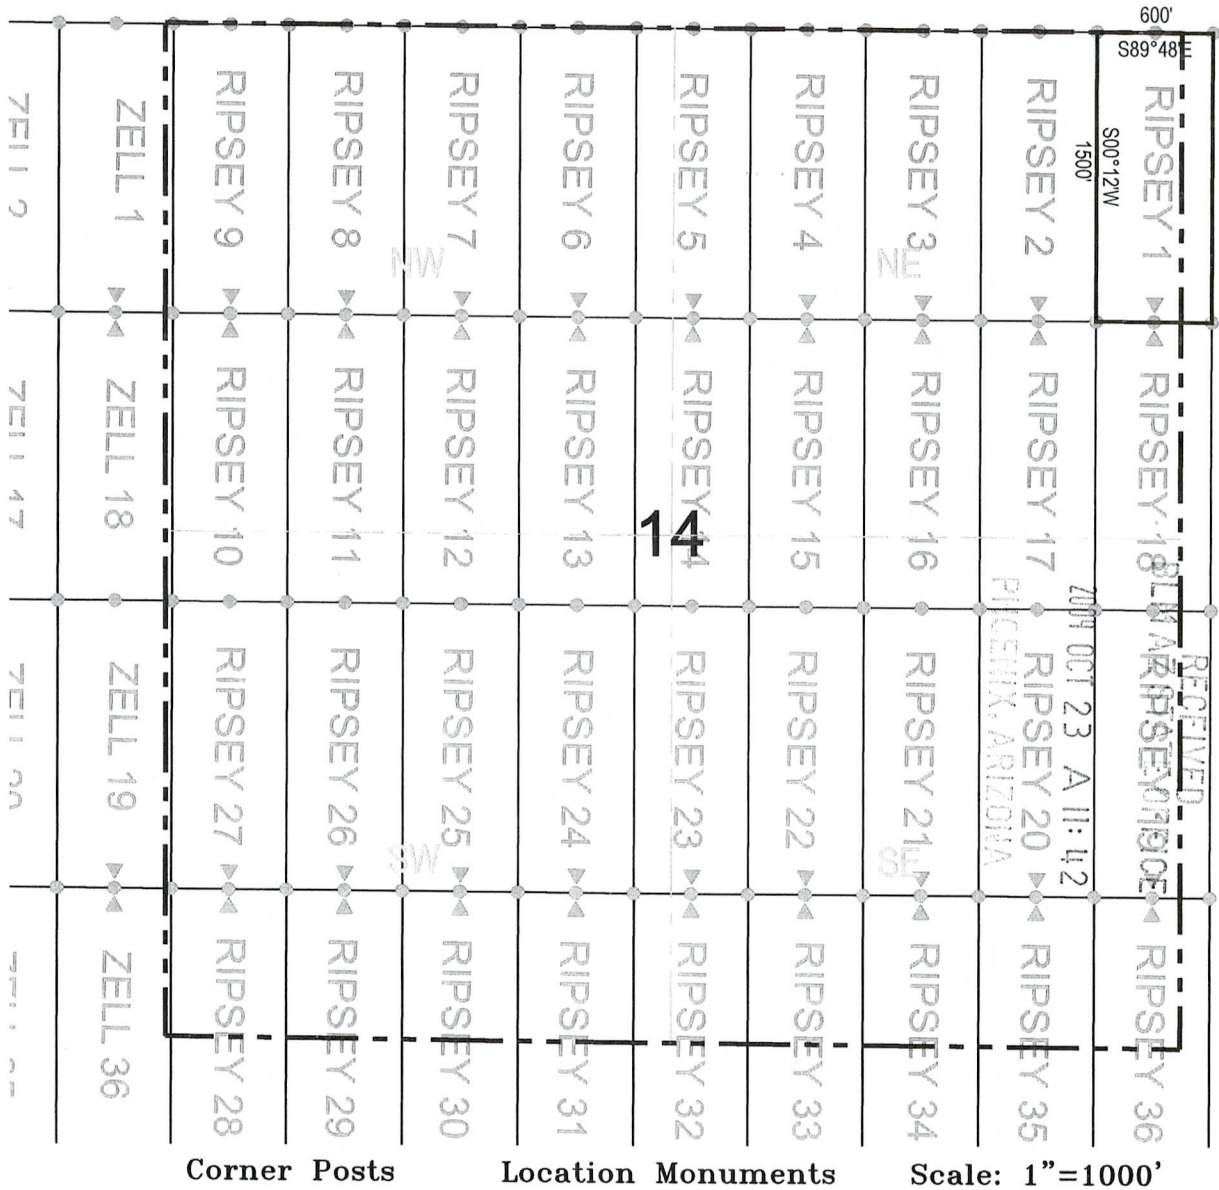 600'
S89°48'E
S00°12'W
1500'
ZELL 1
RIPSEY 9
RIPSEY 8
RIPSEY 7
RIPSEY 6
RIPSEY 5
RIPSEY 4
RIPSEY 3
RIPSEY 2
RIPSEY 1
NW
NE
ZELL 18
RIPSEY 10
RIPSEY 11
RIPSEY 12
RIPSEY 13
RIPSEY 14
RIPSEY 15
RIPSEY 16
RIPSEY 17
RIPSEY 18
14
ZELL 19
RIPSEY 27
RIPSEY 26
RIPSEY 25
RIPSEY 24
RIPSEY 23
RIPSEY 22
RIPSEY 21
RIPSEY 20
RIPSEY 19
RECEIVED
OCT 23 A 11:42
PHOENIX, ARIZONA
SW
SE
ZELL 36
RIPSEY 28
RIPSEY 29
RIPSEY 30
RIPSEY 31
RIPSEY 32
RIPSEY 33
RIPSEY 34
RIPSEY 35
RIPSEY 36
Corner Posts Location Monuments Scale: 1"=1000'